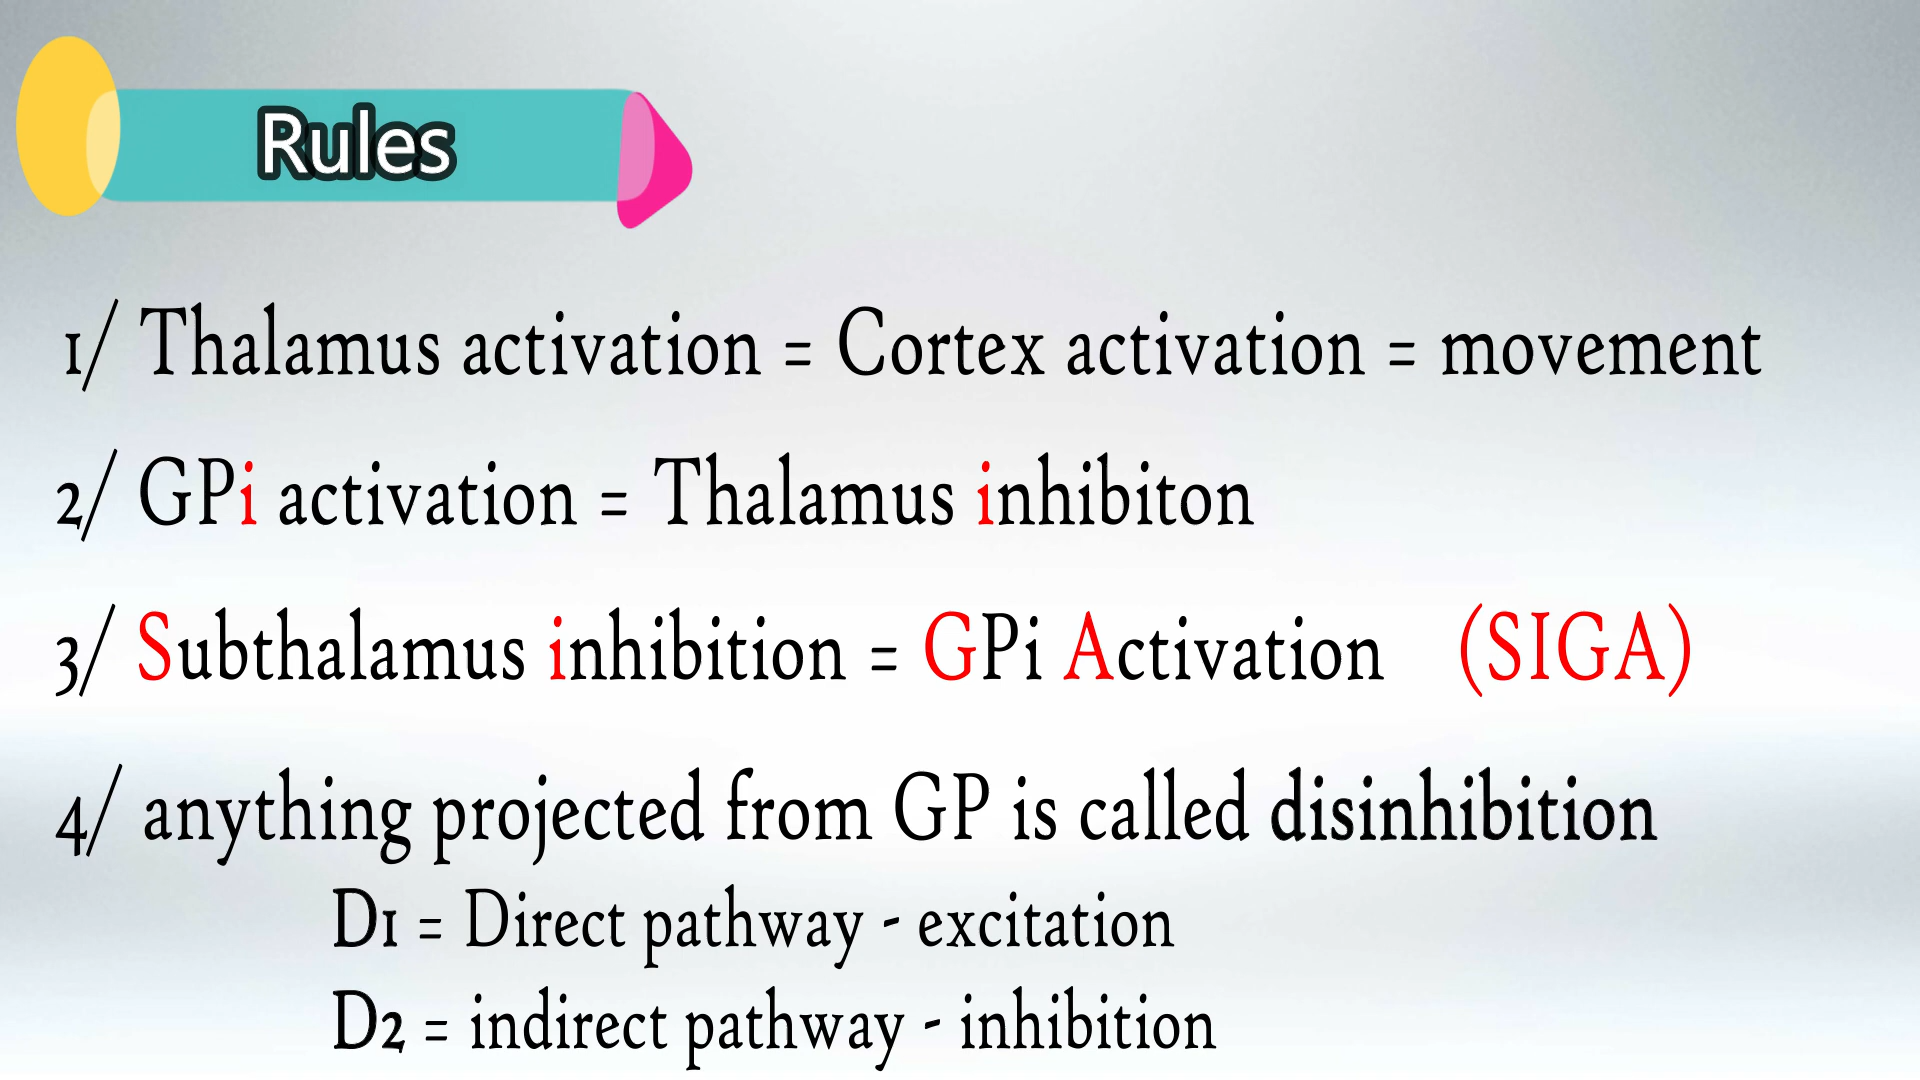 Rules
1/ Thalamus activation = Cortex activation = movement
2/ GPi activation = Thalamus inhibiton
3/ Subthalamus inhibition = GPi Activation (SIGA)
4/ anything projected from GP is called disinhibition
D1 = Direct pathway - excitation
D2 = indirect pathway - inhibition